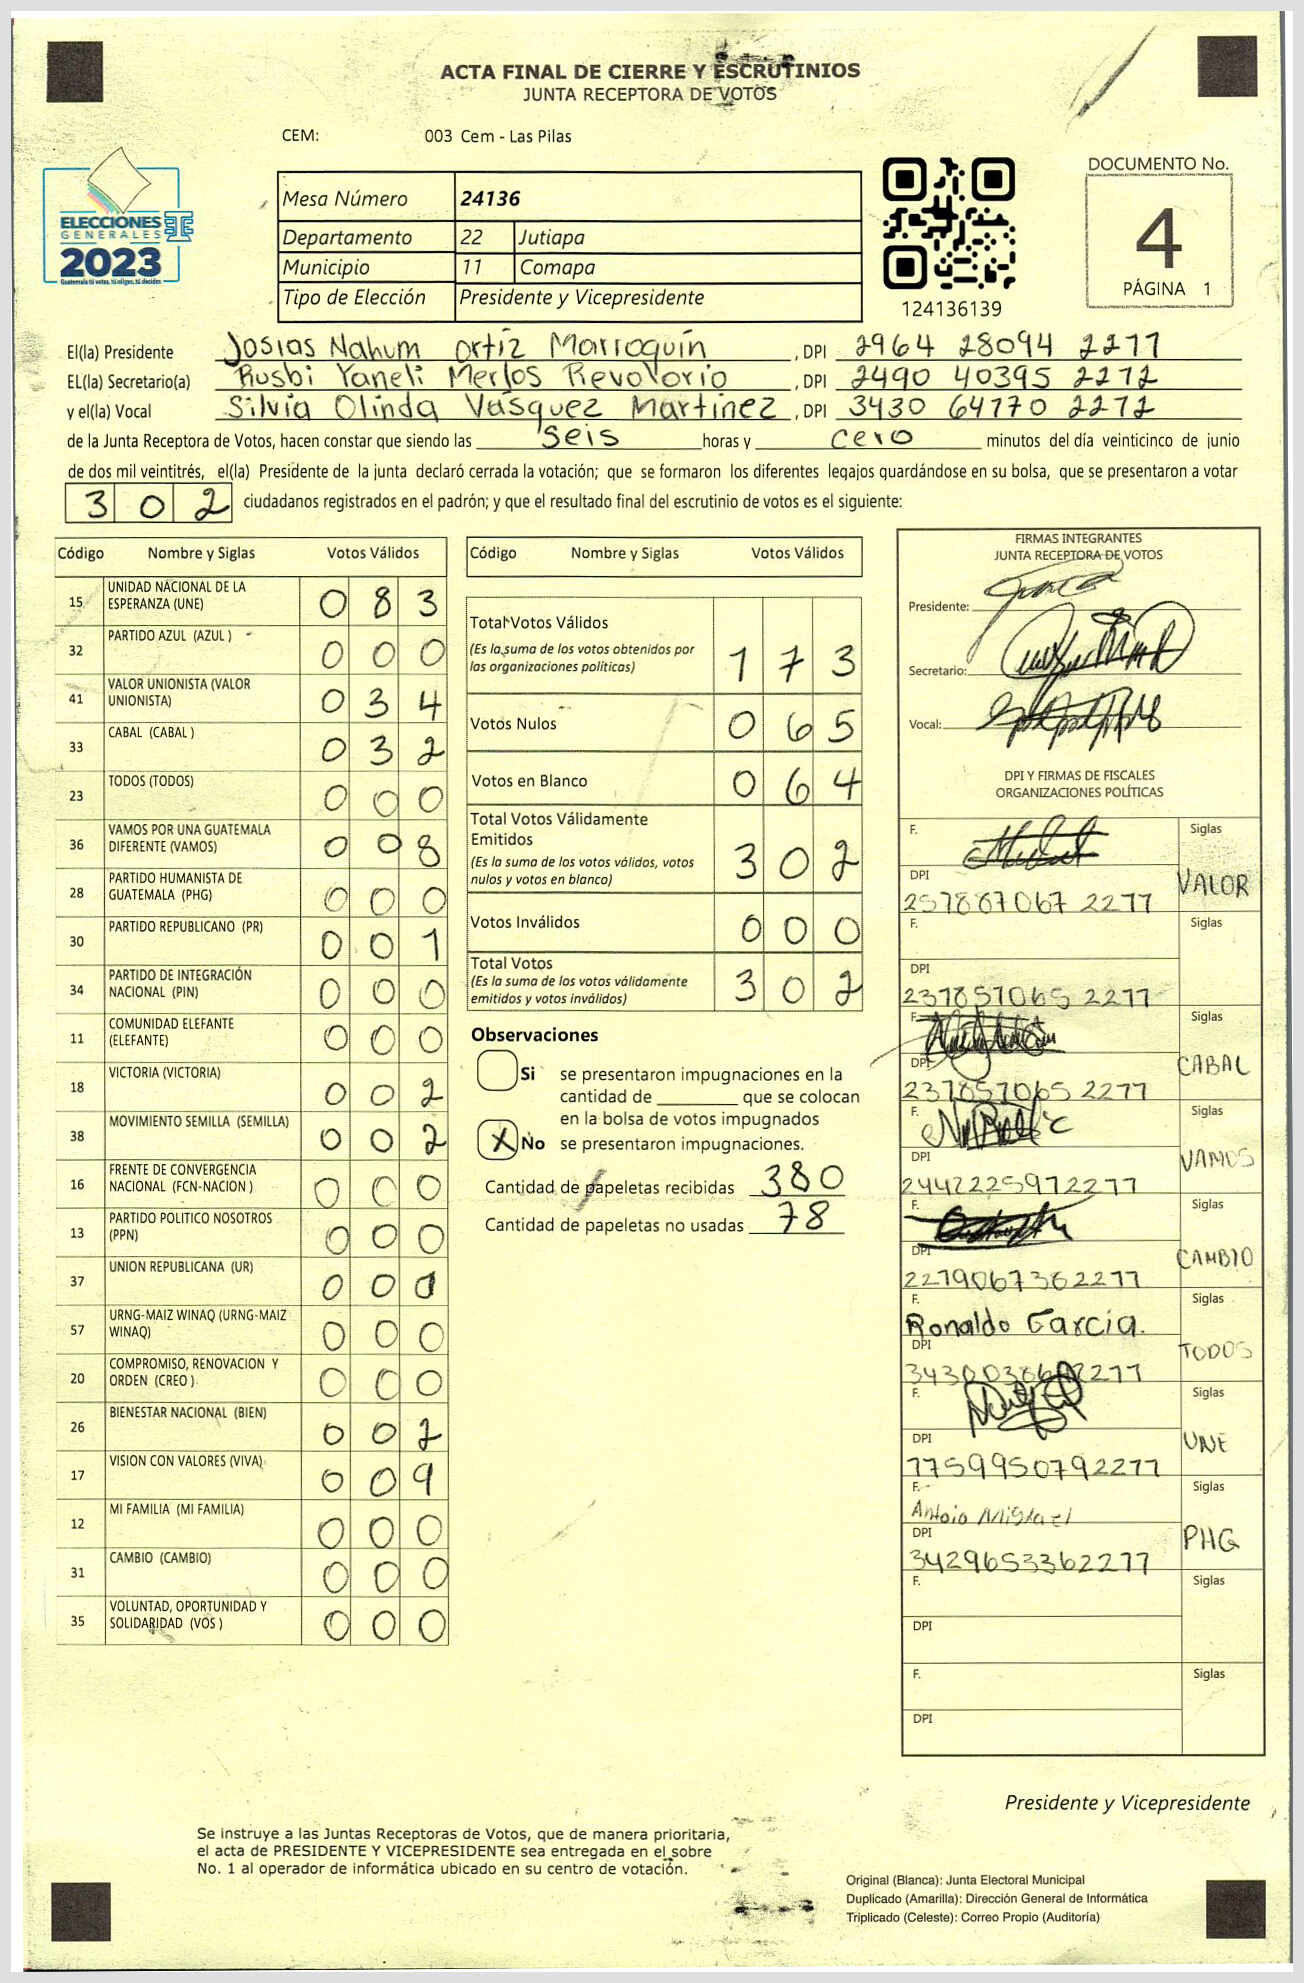 ACTA FINAL DE CIERRE Y ESCRUTINIOS
JUNTA RECEPTORA DE VOTOS
CEM: 003 Cem - Las Pilas
ELECCIONES
GENERALES
2023
Guatemala tú votas, tú eliges, tú decides
Mesa Número 24136
Departamento 22 Jutiapa
Municipio 11 Comapa
Tipo de Elección Presidente y Vicepresidente
124136139
DOCUMENTO No.
4
PÁGINA 1
El(la) Presidente Josias Nahum Ortiz Marroquin , DPI 2964 28094 2277
EL(la) Secretario(a) Rusbi Yaneli Merlos Revolorio , DPI 2490 40395 2272
y el(la) Vocal Silvia Olinda Vásquez Martinez , DPI 3430 64770 2272
de la Junta Receptora de Votos, hacen constar que siendo las seis horas y cero minutos del día veinticinco de junio
de dos mil veintitrés, el(la) Presidente de la junta declaró cerrada la votación; que se formaron los diferentes legajos guardándose en su bolsa, que se presentaron a votar
302 ciudadanos registrados en el padrón; y que el resultado final del escrutinio de votos es el siguiente:
Código Nombre y Siglas Votos Válidos
15 UNIDAD NACIONAL DE LA ESPERANZA (UNE) 0 8 3
32 PARTIDO AZUL (AZUL ) 0 0 0
41 VALOR UNIONISTA (VALOR UNIONISTA) 0 3 4
33 CABAL (CABAL ) 0 3 2
23 TODOS (TODOS) 0 0 0
36 VAMOS POR UNA GUATEMALA DIFERENTE (VAMOS) 0 0 8
28 PARTIDO HUMANISTA DE GUATEMALA (PHG) 0 0 0
30 PARTIDO REPUBLICANO (PR) 0 0 1
34 PARTIDO DE INTEGRACIÓN NACIONAL (PIN) 0 0 0
11 COMUNIDAD ELEFANTE (ELEFANTE) 0 0 0
18 VICTORIA (VICTORIA) 0 0 2
38 MOVIMIENTO SEMILLA (SEMILLA) 0 0 2
16 FRENTE DE CONVERGENCIA NACIONAL (FCN-NACION ) 0 0 0
13 PARTIDO POLITICO NOSOTROS (PPN) 0 0 0
37 UNION REPUBLICANA (UR) 0 0
57 URNG-MAIZ WINAQ (URNG-MAIZ WINAQ) 0 0 0
20 COMPROMISO, RENOVACION Y ORDEN (CREO ) 0 0 0
26 BIENESTAR NACIONAL (BIEN) 0 0 2
17 VISION CON VALORES (VIVA) 0 0 9
12 MI FAMILIA (MI FAMILIA) 0 0 0
31 CAMBIO (CAMBIO) 0 0 0
35 VOLUNTAD, OPORTUNIDAD Y SOLIDARIDAD (VOS ) 0 0 0
Código Nombre y Siglas Votos Válidos
Total Votos Válidos
(Es la suma de los votos obtenidos por
las organizaciones políticas) 1 7 3
Votos Nulos 0 6 5
Votos en Blanco 0 6 4
Total Votos Válidamente
Emitidos
(Es la suma de los votos válidos, votos
nulos y votos en blanco) 3 0 2
Votos Inválidos 0 0 0
Total Votos
(Es la suma de los votos válidamente
emitidos y votos inválidos) 3 0 2
Observaciones
Si se presentaron impugnaciones en la
cantidad de ________ que se colocan
en la bolsa de votos impugnados
X No se presentaron impugnaciones.
Cantidad de papeletas recibidas 380
Cantidad de papeletas no usadas 78
FIRMAS INTEGRANTES
JUNTA RECEPTORA DE VOTOS
Presidente:
Secretario:
Vocal:
DPI Y FIRMAS DE FISCALES
ORGANIZACIONES POLÍTICAS
F. Siglas
DPI VALOR
257887067 2277
F. Siglas
DPI
237857065 2277
F. Siglas
DPI CABAL
237857065 2277
F. Siglas
DPI VAMOS
2442225972277
F. Siglas
DPI CAMBIO
2279067362277
F. Siglas
Ronaldo Garcia.
DPI TODOS
F. Siglas
DPI UNE
7759950792277
F. Siglas
DPI PHG
3429653362277
F. Siglas
DPI
F. Siglas
DPI
Presidente y Vicepresidente
Se instruye a las Juntas Receptoras de Votos, que de manera prioritaria,
el acta de PRESIDENTE Y VICEPRESIDENTE sea entregada en el sobre
No. 1 al operador de informática ubicado en su centro de votación.
Original (Blanca): Junta Electoral Municipal
Duplicado (Amarilla): Dirección General de Informática
Triplicado (Celeste): Correo Propio (Auditoría)